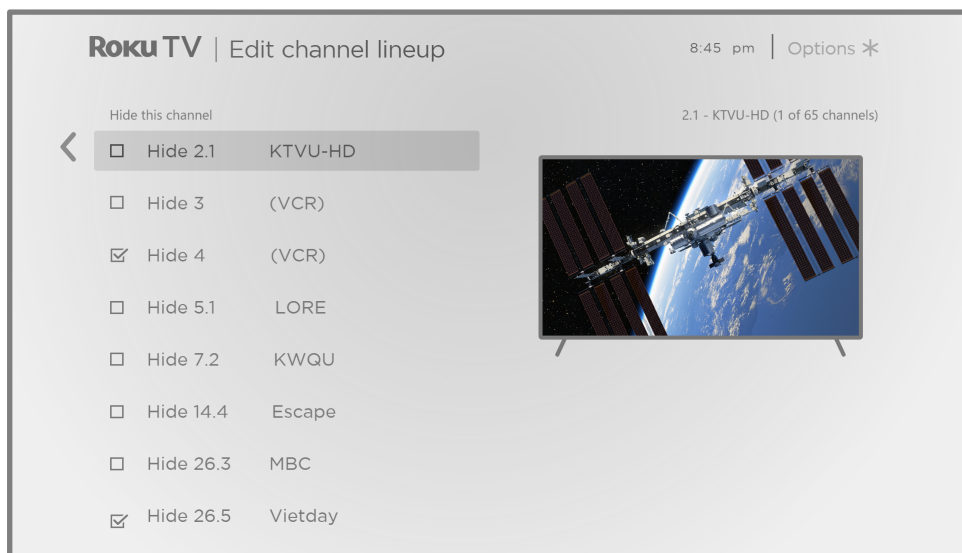 Roku TV | Edit channel lineup
8:45 pm | Options
Hide this channel
2.1 - KTVU-HD (1 of 65 channels)
Hide 2.1 KTVU-HD
Hide 3 (VCR)
Hide 4 (VCR)
Hide 5.1 LORE
Hide 7.2 KWQU
Hide 14.4 Escape
Hide 26.3 MBC
Hide 26.5 Vietday